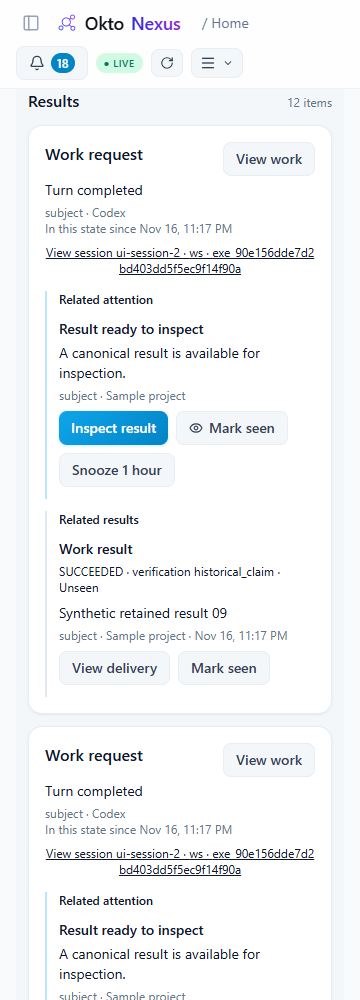 Okto Nexus / Home
18 LIVE
Results 12 items
Work request View work
Turn completed
subject · Codex
In this state since Nov 16, 11:17 PM
View session ui-session-2 · ws · exe_90e156dde7d2
bd403dd5f5ec9f14f90a
Related attention
Result ready to inspect
A canonical result is available for
inspection.
subject · Sample project
Inspect result Mark seen
Snooze 1 hour
Related results
Work result
SUCCEEDED · verification historical_claim ·
Unseen
Synthetic retained result 09
subject · Sample project · Nov 16, 11:17 PM
View delivery Mark seen
Work request View work
Turn completed
subject · Codex
In this state since Nov 16, 11:17 PM
View session ui-session-2 · ws · exe_90e156dde7d2
bd403dd5f5ec9f14f90a
Related attention
Result ready to inspect
A canonical result is available for
inspection.
subject · Sample project